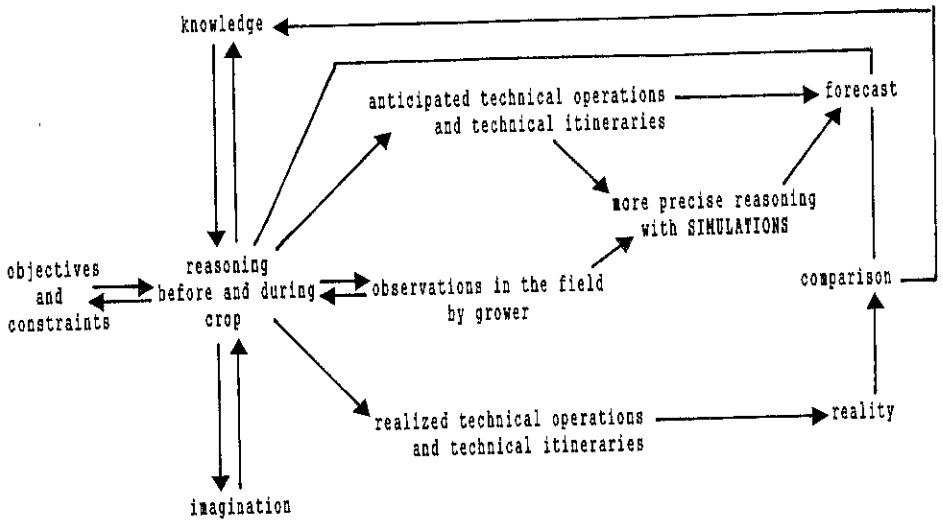 knowledge
anticipated technical operations
and technical itineraries
forecast
more precise reasoning
with SIMULATIONS
objectives
and
constraints
reasoning
before and during
crop
observations in the field
by grower
comparison
realized technical operations
and technical itineraries
reality
imagination